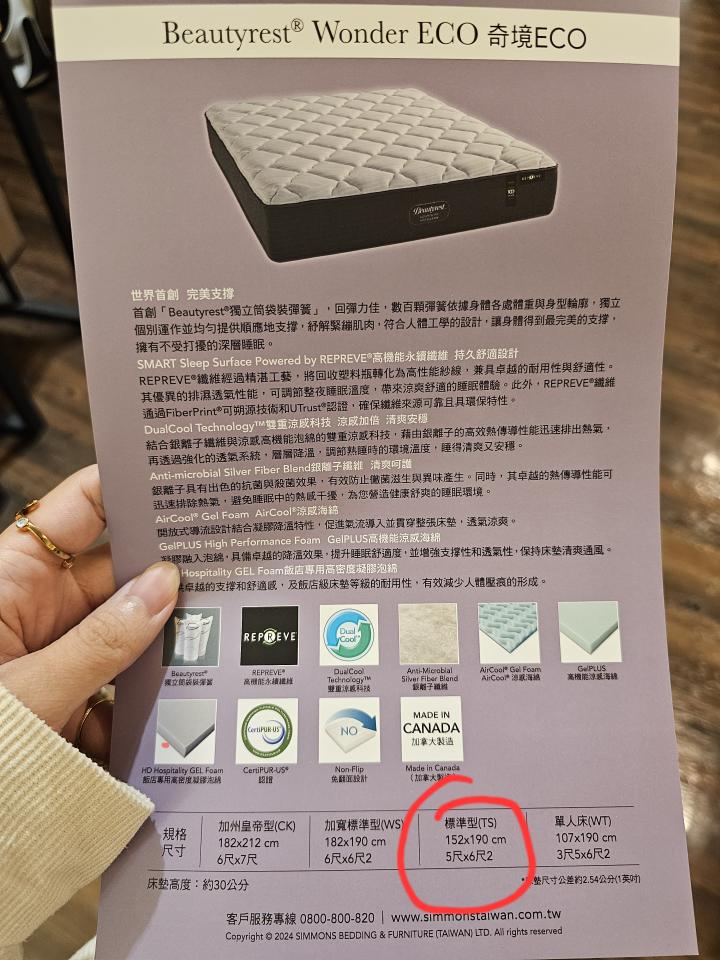 Beautyrest® Wonder ECO 奇境ECO
Beautyrest
REPREVE
世界首創 完美支撐
首創「Beautyrest®獨立筒袋裝彈簧」，回彈力佳，數百顆彈簧依據身體各處體重與身型輪廓，獨立
個別運作並均勻提供順應地支撐，紓解緊繃肌肉，符合人體工學的設計，讓身體得到最完美的支撐，
擁有不受打擾的深層睡眠。
SMART Sleep Surface Powered by REPREVE®高機能永續纖維 持久舒適設計
REPREVE®纖維經過精湛工藝，將回收塑料瓶轉化為高性能紗線，兼具卓越的耐用性與舒適性。
其優異的排濕透氣性能，可調節整夜睡眠溫度，帶來涼爽舒適的睡眠體驗。此外，REPREVE®纖維
通過FiberPrint®可溯源技術和UTrust®認證，確保纖維來源可靠且具環保特性。
DualCool Technology™雙重涼感科技 涼感加倍 清爽安穩
結合銀離子纖維與涼感高機能泡綿的雙重涼感科技，藉由銀離子的高效熱傳導性能迅速排出熱氣，
再透過強化的透氣系統，層層降溫，調節熟睡時的環境溫度，睡得清爽又安穩。
Anti-microbial Silver Fiber Blend銀離子纖維 清爽呵護
銀離子具有出色的抗菌與殺菌效果，有效防止黴菌滋生與異味產生。同時，其卓越的熱傳導性能可
迅速排除熱氣，避免睡眠中的熱感干擾，為您營造健康舒爽的睡眠環境。
AirCool® Gel Foam AirCool®涼感海綿
開放式導流設計結合凝膠降溫特性，促進氣流導入並貫穿整張床墊，透氣涼爽。
GelPLUS High Performance Foam GelPLUS高機能涼感海綿
凝膠融入泡綿，具備卓越的降溫效果，提升睡眠舒適度，並增強支撐性和透氣性，保持床墊清爽通風。
Hospitality GEL Foam飯店專用高密度凝膠泡綿
卓越的支撐和舒適感，及飯店級床墊等級的耐用性，有效減少人體壓痕的形成。
REPREVE
Dual Cool™
Beautyrest®
獨立筒袋裝彈簧
REPREVE®
高機能永續纖維
DualCool
Technology™
雙重涼感科技
Anti-Microbial
Silver Fiber Blend
銀離子纖維
AirCool® Gel Foam
AirCool® 涼感海綿
GelPLUS
高機能涼感海綿
CertiPUR-US
NO
MADE IN
CANADA
加拿大製造
HD Hospitality GEL Foam
飯店專用高密度凝膠泡綿
CertiPUR-US®
認證
Non-Flip
免翻面設計
Made in Canada
（加拿大製造）
規格
尺寸
加州皇帝型(CK)
182x212 cm
6尺x7尺
加寬標準型(WS)
182x190 cm
6尺x6尺2
標準型(TS)
152x190 cm
5尺x6尺2
單人床(WT)
107x190 cm
3尺5x6尺2
床墊高度：約30公分
*床墊尺寸公差約2.54公分(1英吋)
客戶服務專線 0800-800-820 | www.simmonstaiwan.com.tw
Copyright © 2024 SIMMONS BEDDING & FURNITURE (TAIWAN) LTD. All rights reserved